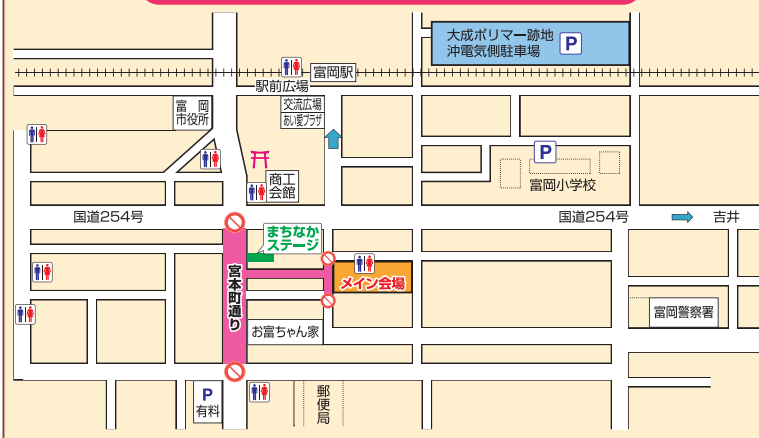 大成ポリマー跡地
沖電気側駐車場
P
富岡駅
駅前広場
富岡
市役所
交流広場
あい愛プラザ
P
富岡小学校
商工
会館
国道254号
国道254号
吉井
まちなか
ステージ
宮本町通り
メイン会場
お富ちゃん家
富岡警察署
P
有料
郵便局